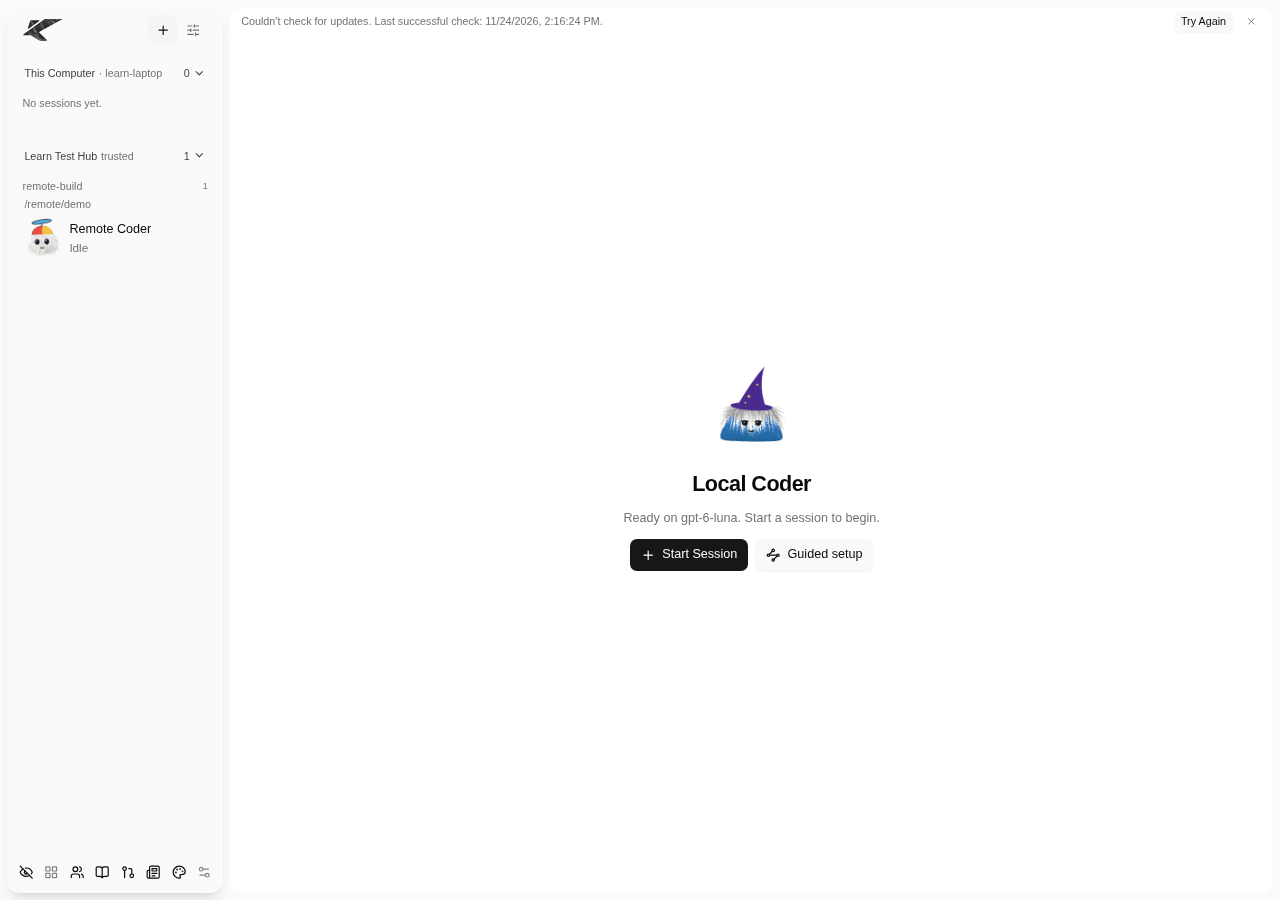 Couldn't check for updates. Last successful check: 11/24/2026, 2:16:24 PM.
Try Again
This Computer · learn-laptop 0
No sessions yet.
Learn Test Hub trusted 1
remote-build 1
/remote/demo
Remote Coder
Idle
Local Coder
Ready on gpt-6-luna. Start a session to begin.
Start Session
Guided setup